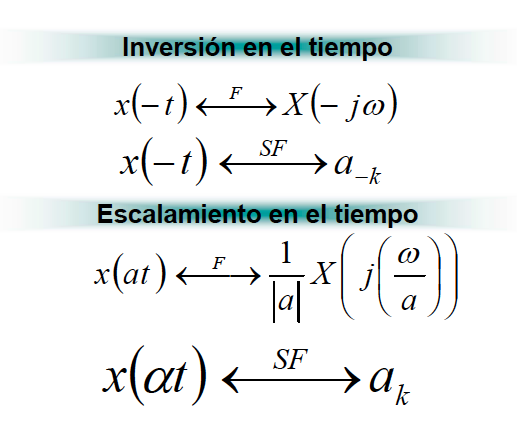 Inversión en el tiempo
x(−t) ⟷ F X(− jω)
x(−t) ⟷ SF a₋ₖ
Escalamiento en el tiempo
x(at) ⟷ F 1/|a| X(j(ω/a))
x(αt) ⟷ SF aₖ